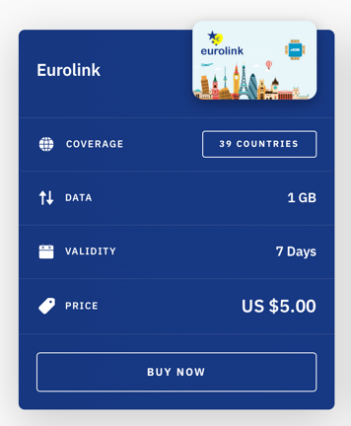 Eurolink
eurolink
COVERAGE
39 COUNTRIES
DATA
1 GB
VALIDITY
7 Days
PRICE
US $5.00
BUY NOW